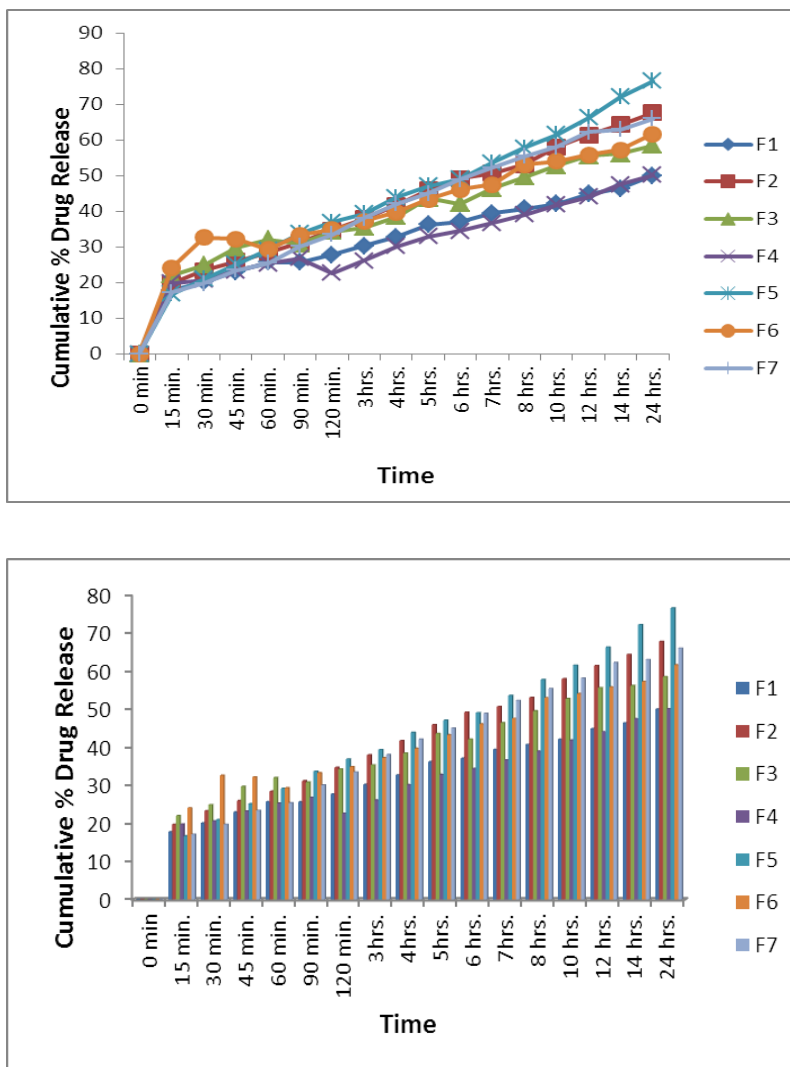 90
80
70
60
50
40
30
20
10
0
Cumulative % Drug Release
0 min
15 min.
30 min.
45 min.
60 min.
90 min.
120 min.
3hrs.
4hrs.
5hrs.
6 hrs.
7hrs.
8 hrs.
10 hrs.
12 hrs.
14 hrs.
24 hrs.
Time
F1
F2
F3
F4
F5
F6
F7
80
70
60
50
40
30
20
10
0
Cumulative % Drug Release
0 min
15 min.
30 min.
45 min.
60 min.
90 min.
120 min.
3hrs.
4hrs.
5hrs.
6 hrs.
7hrs.
8 hrs.
10 hrs.
12 hrs.
14 hrs.
24 hrs.
Time
F1
F2
F3
F4
F5
F6
F7